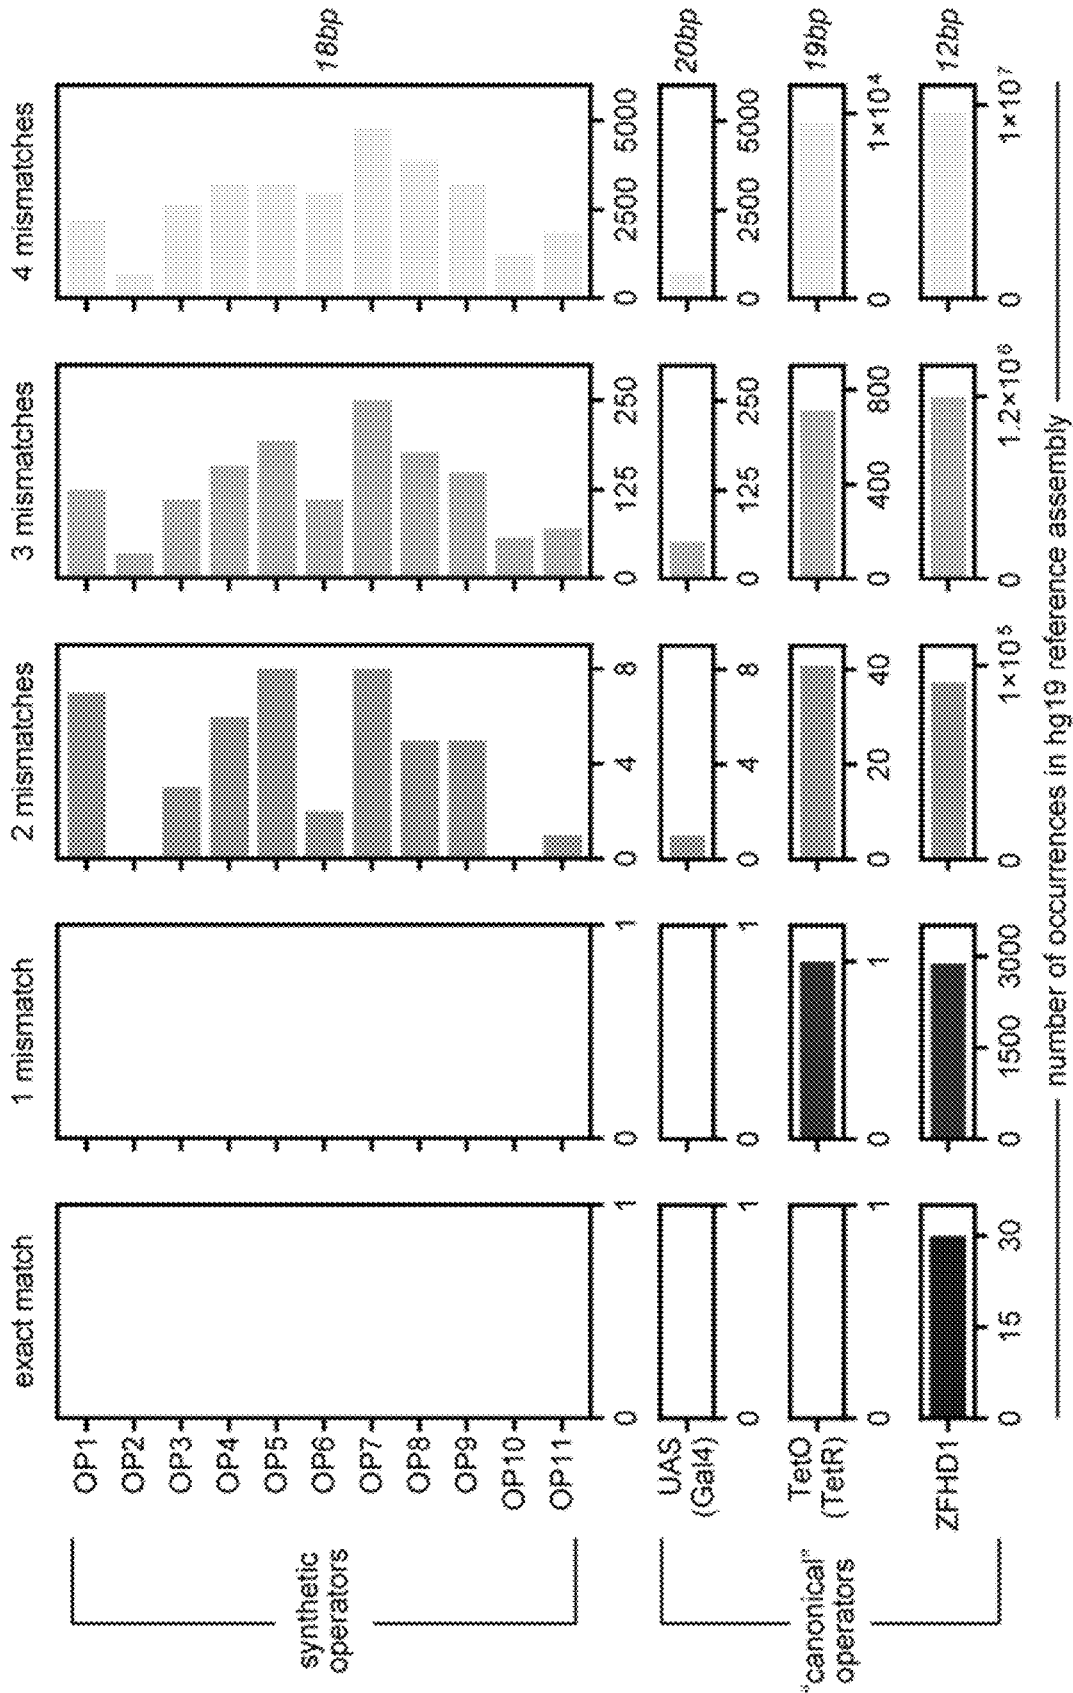 exact match
1 mismatch
2 mismatches
3 mismatches
4 mismatches
synthetic
operators
OP1
OP2
OP3
OP4
OP5
OP6
OP7
OP8
OP9
OP10
OP11
18bp
0 1
0 1
0 4 8
0 125 250
0 2500 5000
"canonical"
operators
UAS
(Gal4)
20bp
0 1
0 1
0 4 8
0 125 250
0 2500 5000
TetO
(TetR)
19bp
0 1
0 1
0 20 40
0 400 800
0 1×10⁴
ZFHD1
12bp
0 15 30
0 1500 3000
0 1×10⁵
0 1.2×10⁶
0 1×10⁷
number of occurrences in hg19 reference assembly